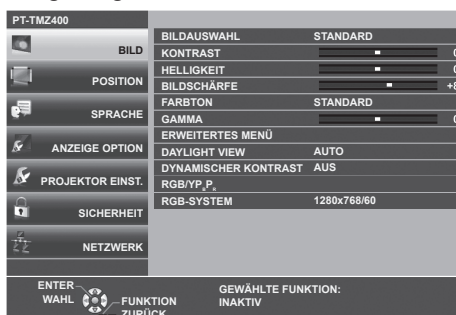 PT-TMZ400
BILD
POSITION
SPRACHE
ANZEIGE OPTION
PROJEKTOR EINST.
SICHERHEIT
NETZWERK
BILDAUSWAHL STANDARD
KONTRAST 0
HELLIGKEIT 0
BILDSCHÄRFE +8
FARBTON STANDARD
GAMMA 0
ERWEITERTES MENÜ
DAYLIGHT VIEW AUTO
DYNAMISCHER KONTRAST AUS
RGB/YPBPR
RGB-SYSTEM 1280x768/60
ENTER
WAHL
FUNKTION
ZURÜCK
GEWÄHLTE FUNKTION:
INAKTIV